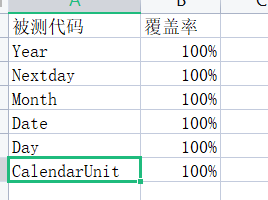 A B C
被测代码 覆盖率
Year 100%
Nextday 100%
Month 100%
Date 100%
Day 100%
CalendarUnit 100%